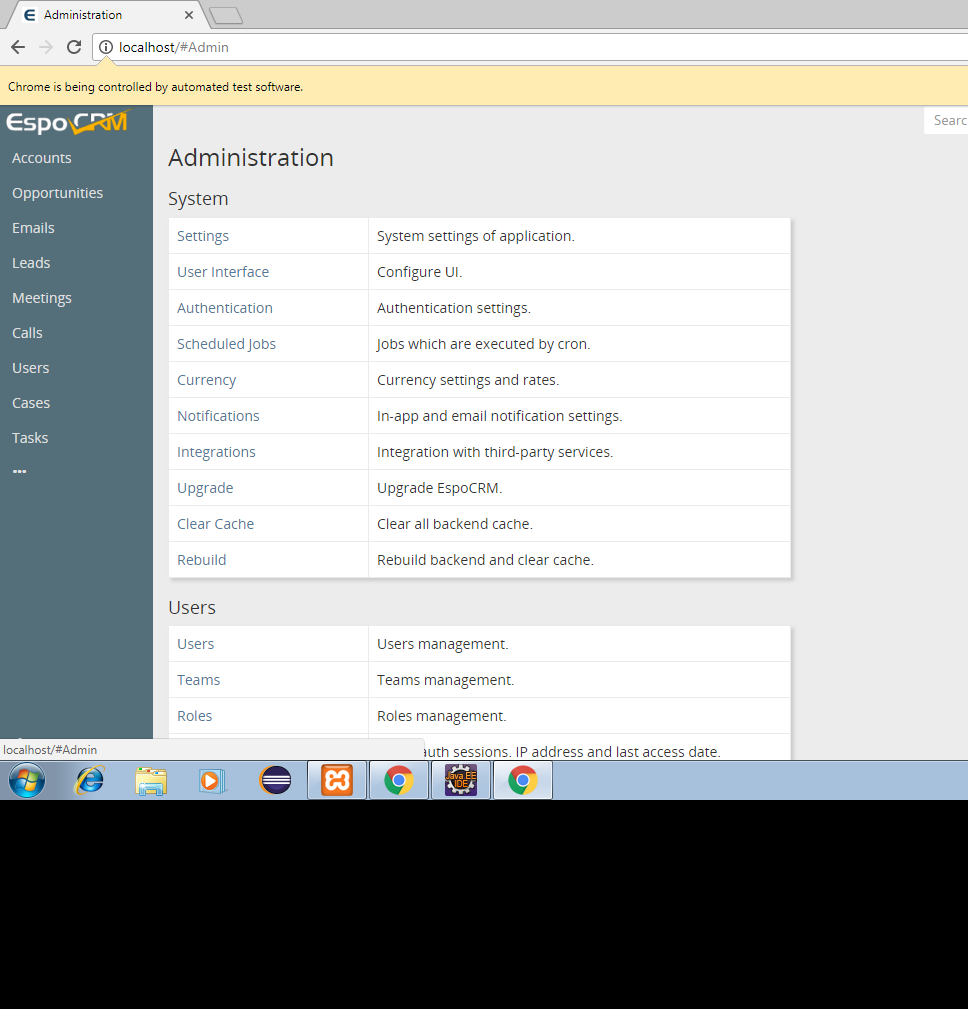 Administration
localhost/#Admin
Chrome is being controlled by automated test software.
EspoCRM
Searc
Accounts
Opportunities
Emails
Leads
Meetings
Calls
Users
Cases
Tasks
Administration
System
Settings System settings of application.
User Interface Configure UI.
Authentication Authentication settings.
Scheduled Jobs Jobs which are executed by cron.
Currency Currency settings and rates.
Notifications In-app and email notification settings.
Integrations Integration with third-party services.
Upgrade Upgrade EspoCRM.
Clear Cache Clear all backend cache.
Rebuild Rebuild backend and clear cache.
Users
Users Users management.
Teams Teams management.
Roles Roles management.
auth sessions. IP address and last access date.
localhost/#Admin
Java EE
IDE